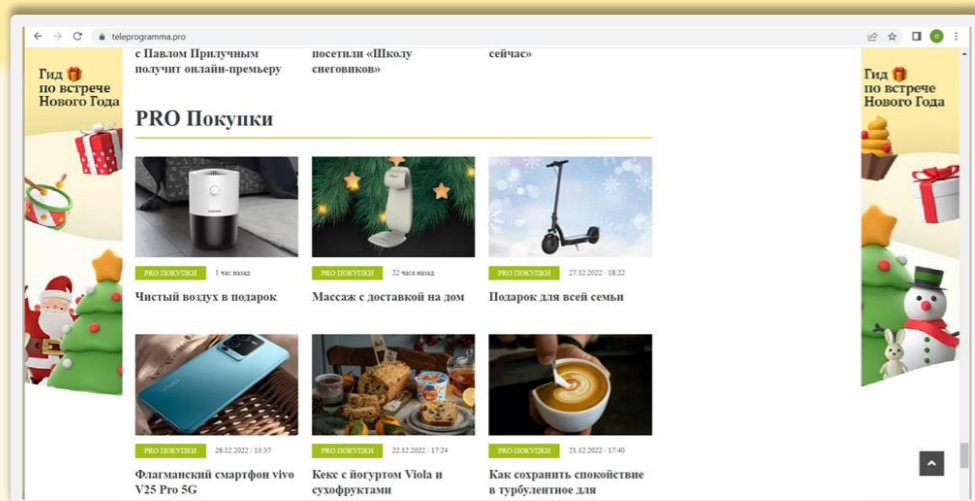 teleprogramma.pro
с Павлом Прилучным
получит онлайн-премьеру
посетили «Школу
снеговиков»
сейчас»
Гид
по встрече
Нового Года
Гид
по встрече
Нового Года
PRO Покупки
PRO ПОКУПКИ 1 час назад
Чистый воздух в подарок
PRO ПОКУПКИ 22 часа назад
Массаж с доставкой на дом
PRO ПОКУПКИ 27.12.2022 / 18:22
Подарок для всей семьи
vivo
PRO ПОКУПКИ 26.12.2022 / 13:37
Флагманский смартфон vivo
V25 Pro 5G
PRO ПОКУПКИ 22.12.2022 / 17:24
Кекс с йогуртом Viola и
сухофруктами
PRO ПОКУПКИ 21.12.2022 / 17:40
Как сохранить спокойствие
в турбулентное для